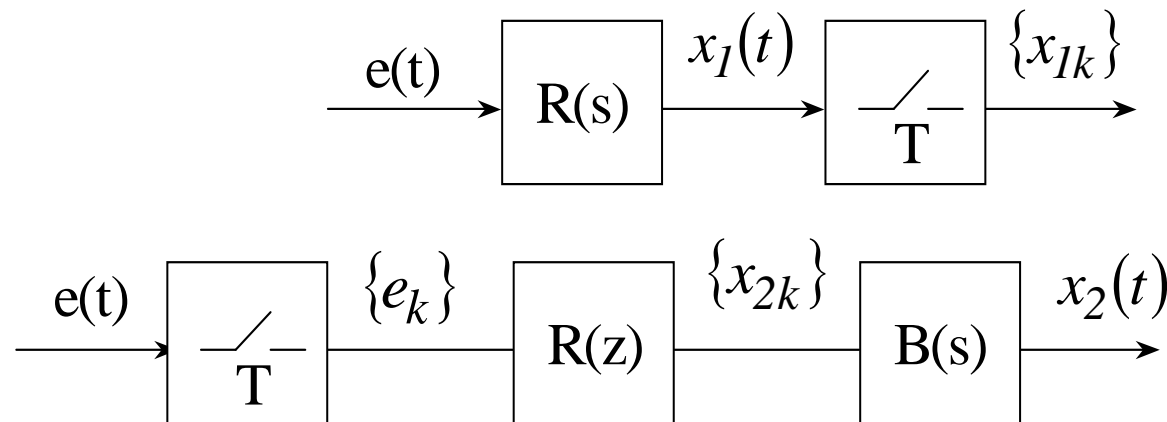 e(t) R(s) x₁(t) T {x₁ₖ}
e(t) T {eₖ} R(z) {x₂ₖ} B(s) x₂(t)